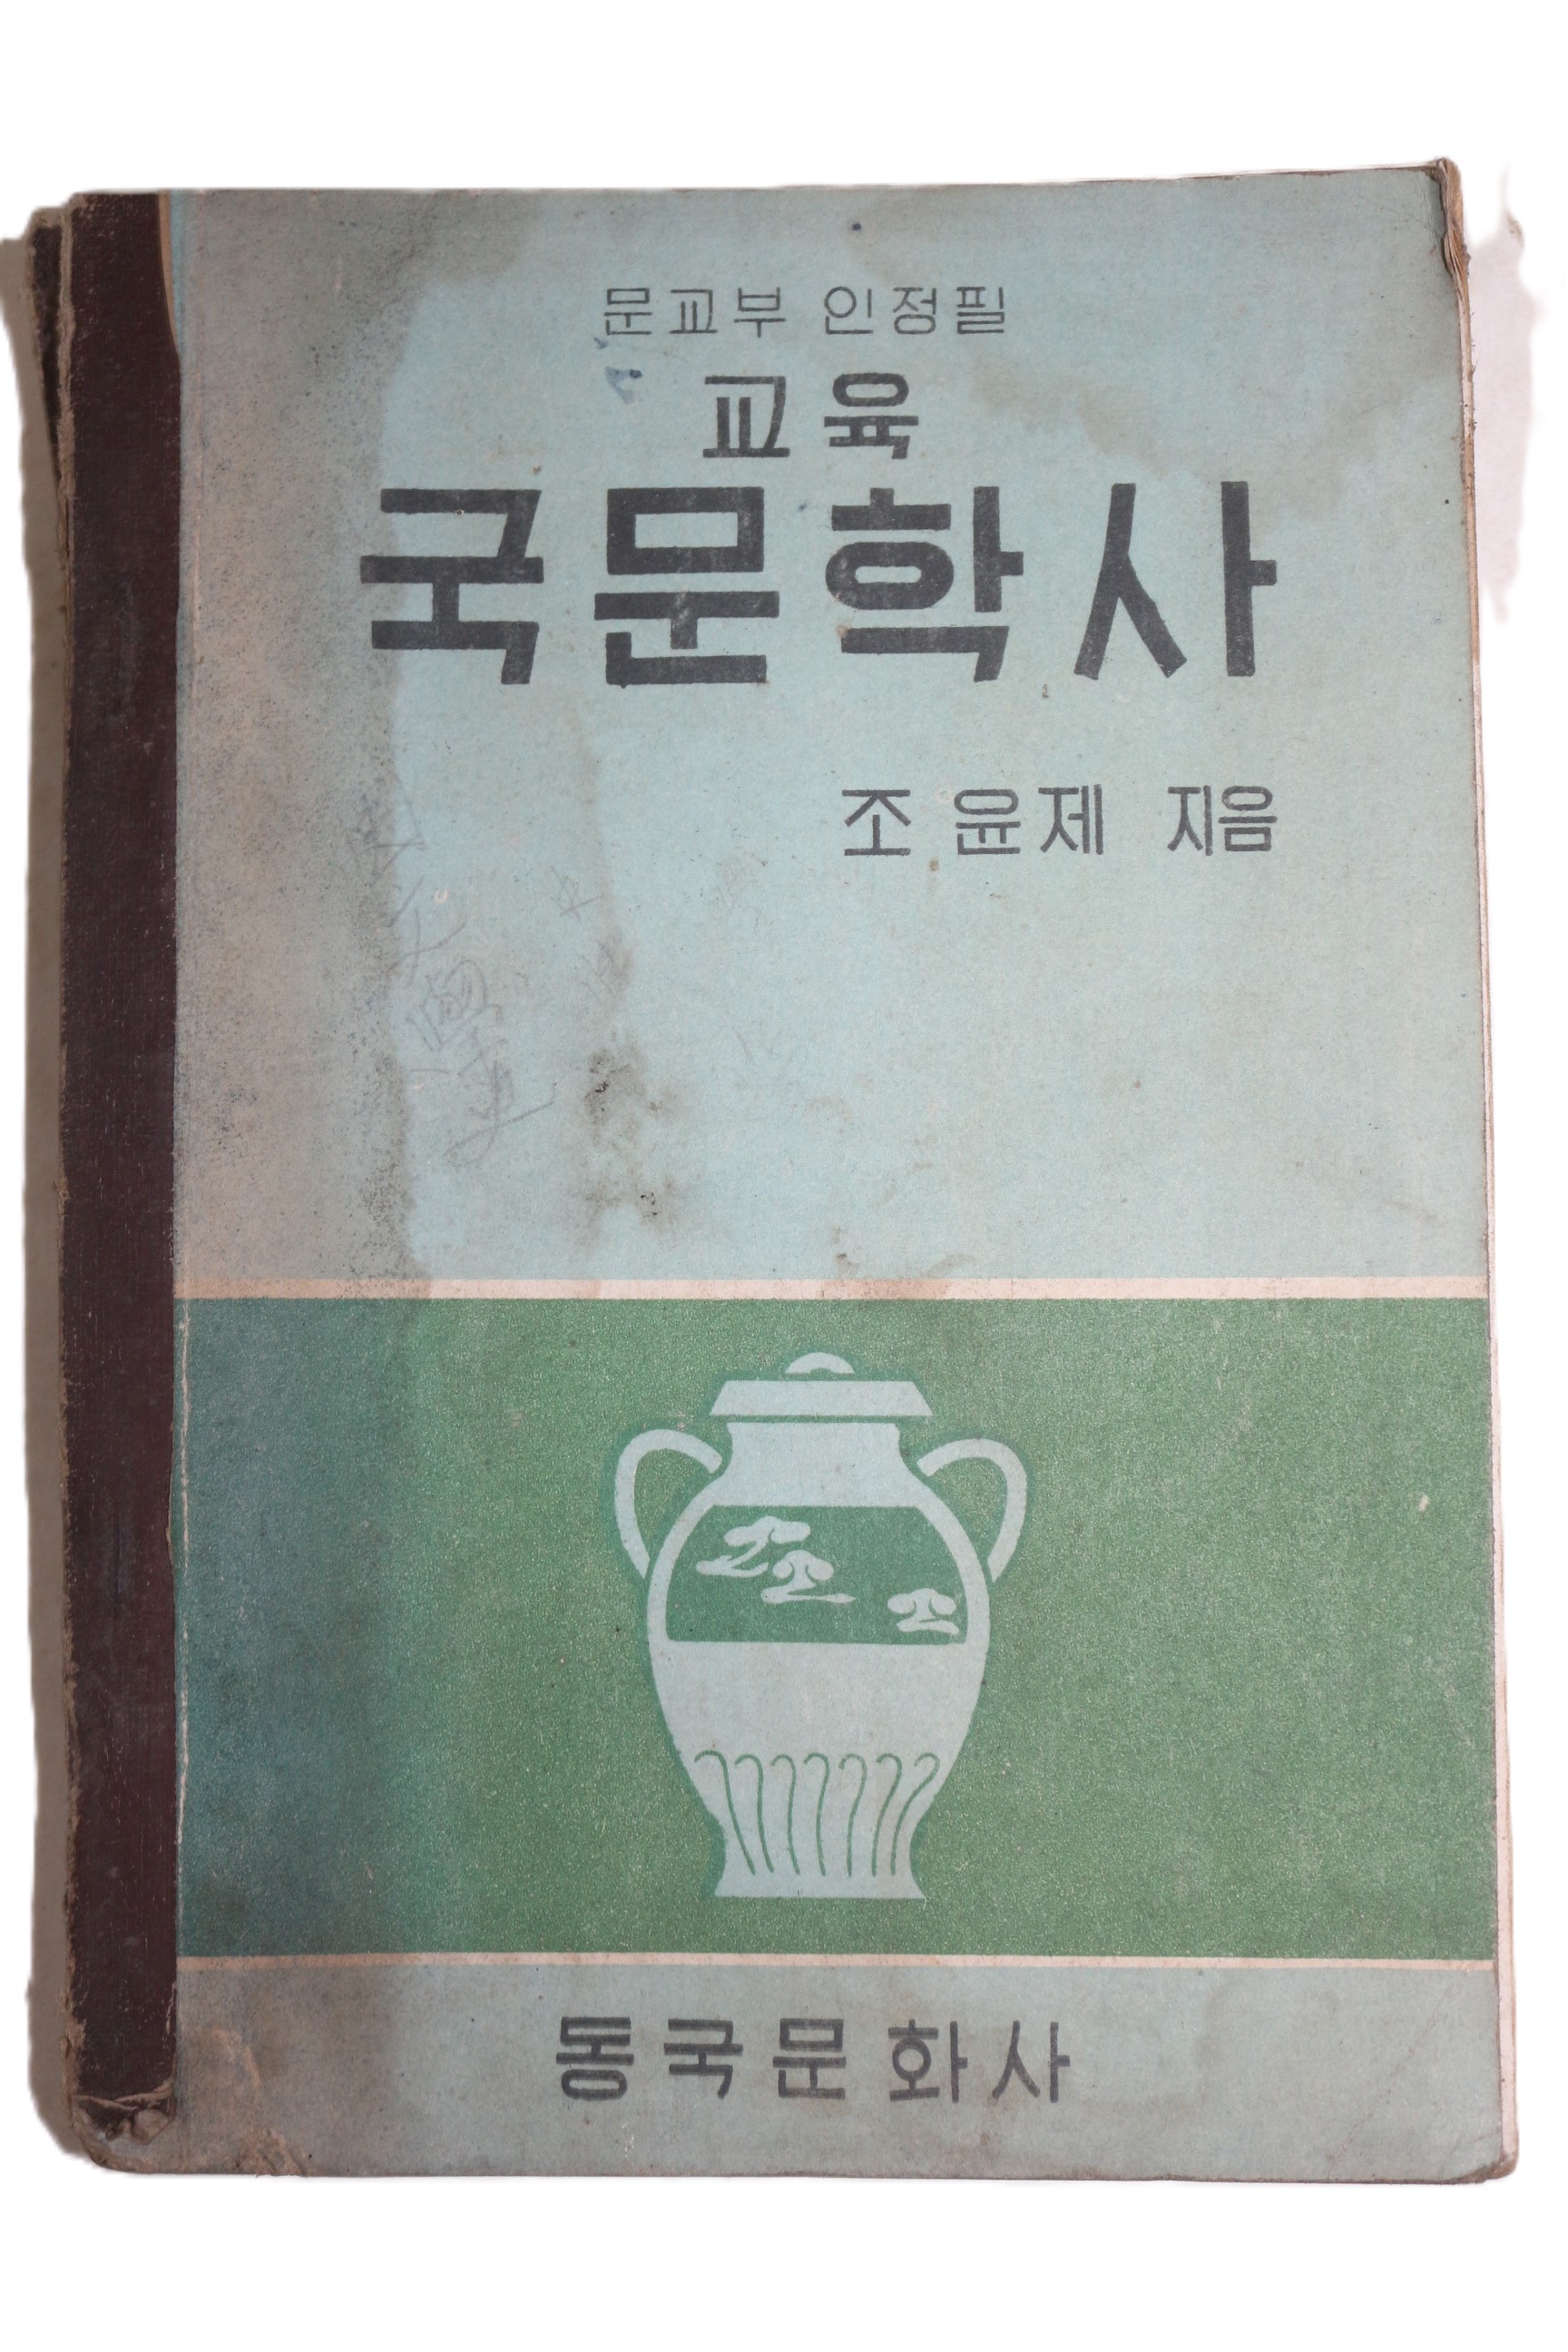 문교부 인정필
교육
국문학사
조윤제 지음
동국문화사